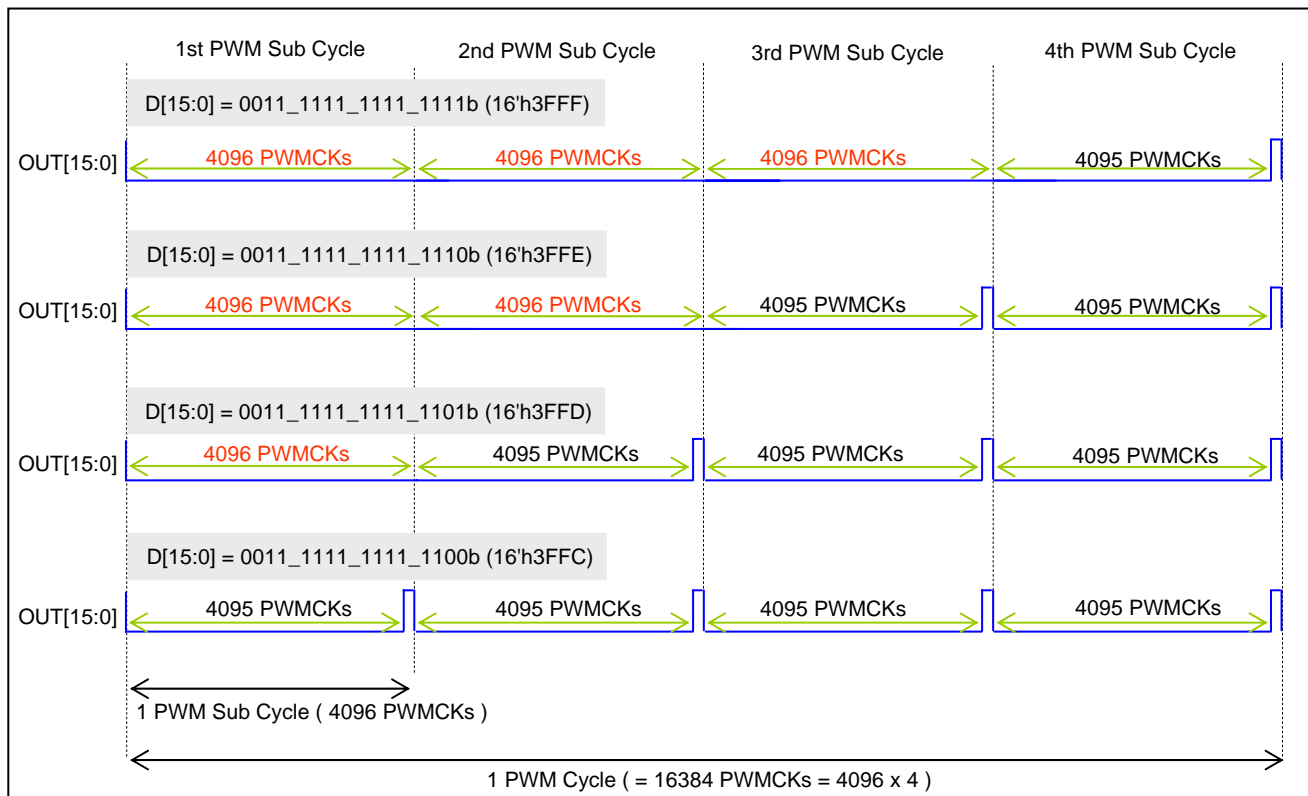 1st PWM Sub Cycle 2nd PWM Sub Cycle 3rd PWM Sub Cycle 4th PWM Sub Cycle
D[15:0] = 0011_1111_1111_1111b (16'h3FFF)
OUT[15:0] 4096 PWMCKs 4096 PWMCKs 4096 PWMCKs 4095 PWMCKs
D[15:0] = 0011_1111_1111_1110b (16'h3FFE)
OUT[15:0] 4096 PWMCKs 4096 PWMCKs 4095 PWMCKs 4095 PWMCKs
D[15:0] = 0011_1111_1111_1101b (16'h3FFD)
OUT[15:0] 4096 PWMCKs 4095 PWMCKs 4095 PWMCKs 4095 PWMCKs
D[15:0] = 0011_1111_1111_1100b (16'h3FFC)
OUT[15:0] 4095 PWMCKs 4095 PWMCKs 4095 PWMCKs 4095 PWMCKs
1 PWM Sub Cycle ( 4096 PWMCKs )
1 PWM Cycle ( = 16384 PWMCKs = 4096 x 4 )